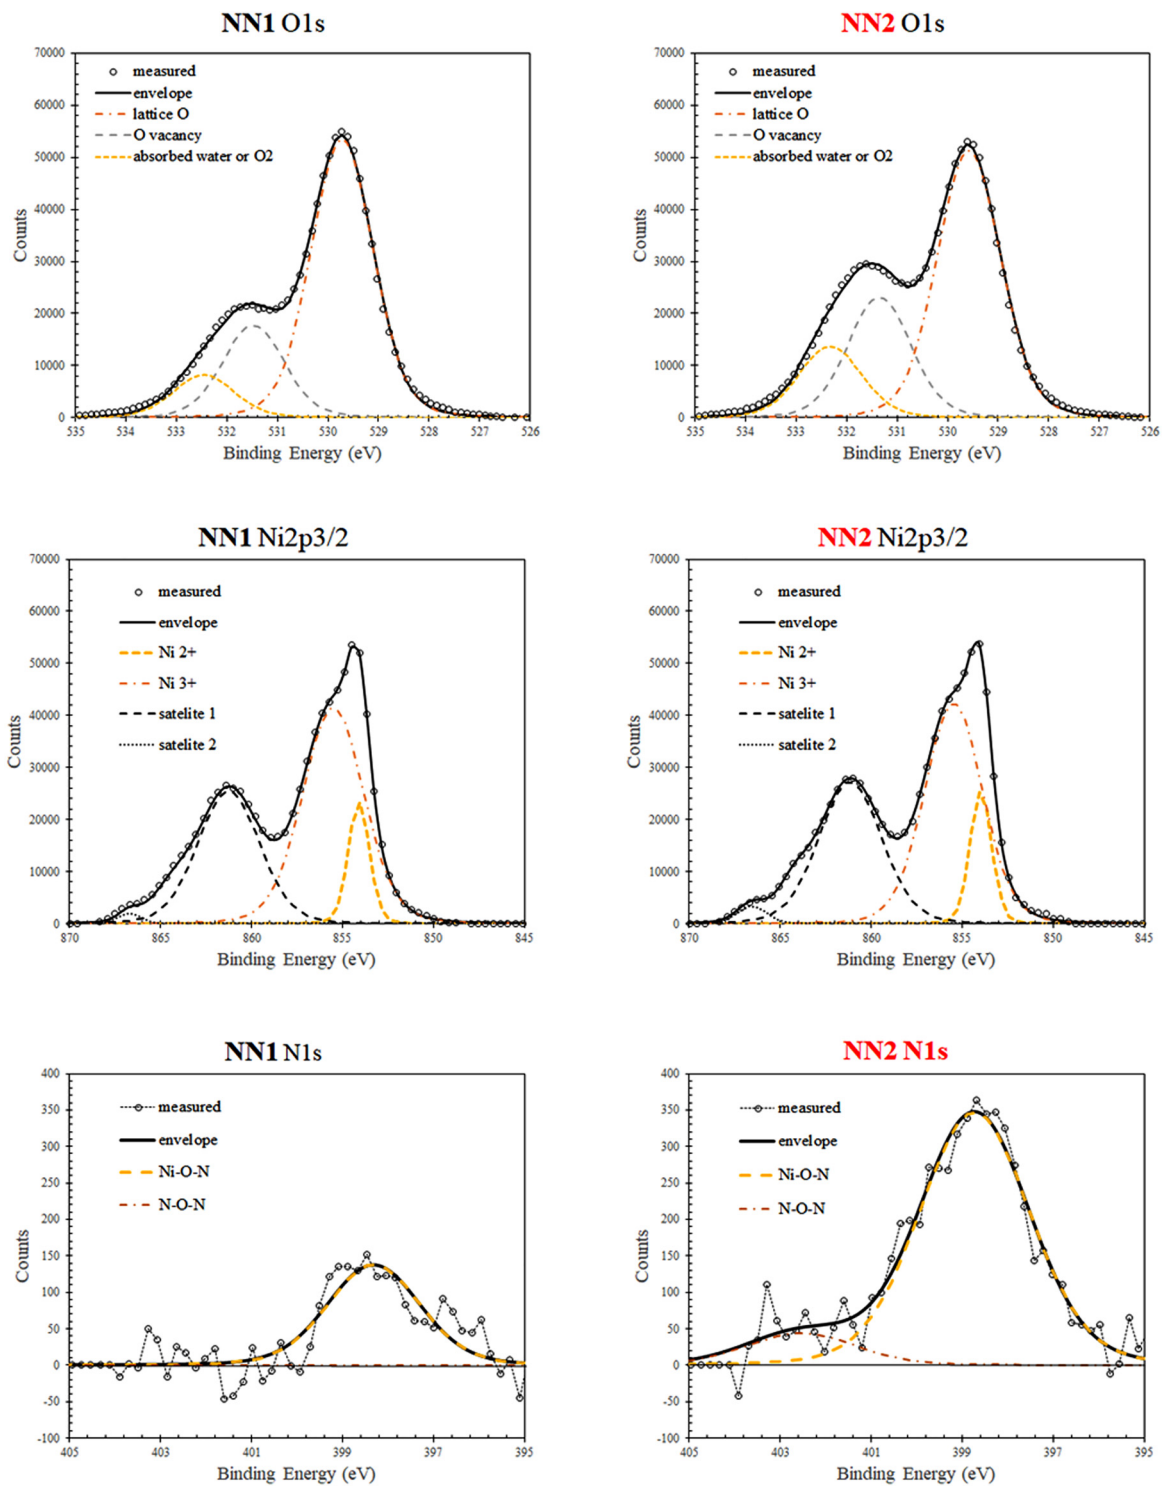 NN1 O1s
70000
60000
50000
40000
30000
20000
10000
0
Counts
measured
envelope
lattice O
O vacancy
absorbed water or O2
535 534 533 532 531 530 529 528 527 526
Binding Energy (eV)
NN2 O1s
70000
60000
50000
40000
30000
20000
10000
0
Counts
measured
envelope
lattice O
O vacancy
absorbed water or O2
535 534 533 532 531 530 529 528 527 526
Binding Energy (eV)
NN1 Ni2p3/2
70000
60000
50000
40000
30000
20000
10000
0
Counts
measured
envelope
Ni 2+
Ni 3+
satelite 1
satelite 2
870 865 860 855 850 845
Binding Energy (eV)
NN2 Ni2p3/2
70000
60000
50000
40000
30000
20000
10000
0
Counts
measured
envelope
Ni 2+
Ni 3+
satelite 1
satelite 2
870 865 860 855 850 845
Binding Energy (eV)
NN1 N1s
400
350
300
250
200
150
100
50
0
-50
-100
Counts
measured
envelope
Ni-O-N
N-O-N
405 403 401 399 397 395
Binding Energy (eV)
NN2 N1s
400
350
300
250
200
150
100
50
0
-50
-100
Counts
measured
envelope
Ni-O-N
N-O-N
405 403 401 399 397 395
Binding Energy (eV)